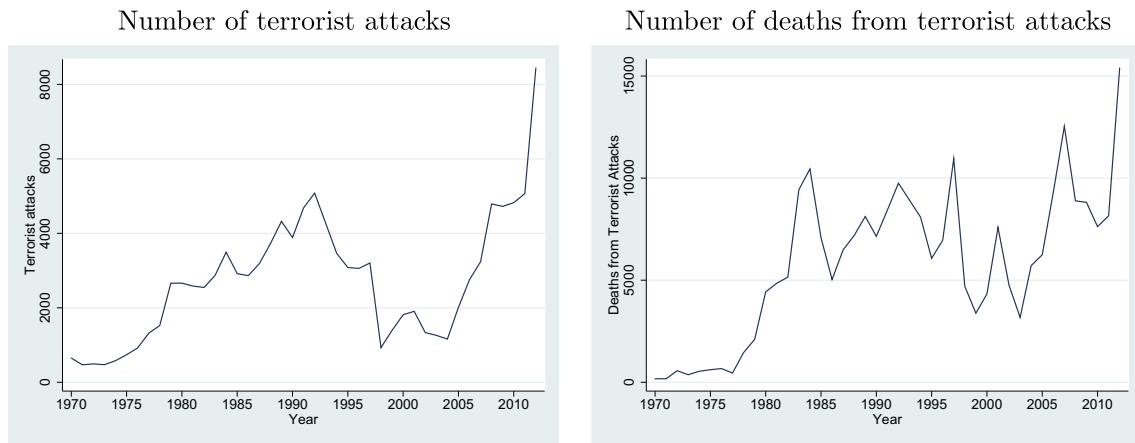 Number of terrorist attacks
Terrorist attacks
8000
6000
4000
2000
0
1970 1975 1980 1985 1990 1995 2000 2005 2010
Year
Number of deaths from terrorist attacks
Deaths from Terrorist Attacks
15000
10000
5000
0
1970 1975 1980 1985 1990 1995 2000 2005 2010
Year